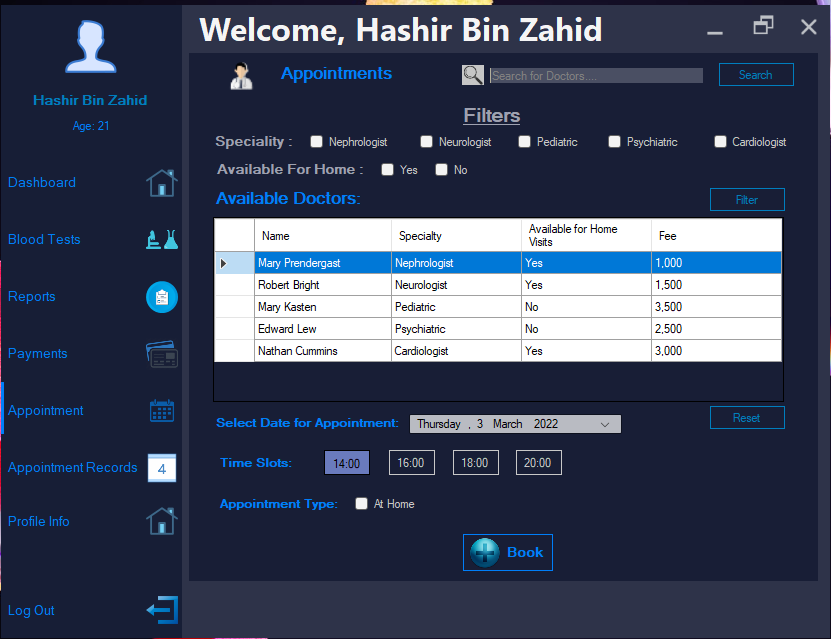 Welcome, Hashir Bin Zahid
Hashir Bin Zahid
Age: 21
Dashboard
Blood Tests
Reports
Payments
Appointment
Appointment Records 4
Profile Info
Log Out
Appointments Search for Doctors.... Search
Filters
Speciality : Nephrologist Neurologist Pediatric Psychiatric Cardiologist
Available For Home : Yes No
Available Doctors: Filter
Name Specialty Available for Home Visits Fee
Mary Prendergast Nephrologist Yes 1,000
Robert Bright Neurologist Yes 1,500
Mary Kasten Pediatric No 3,500
Edward Lew Psychiatric No 2,500
Nathan Cummins Cardiologist Yes 3,000
Select Date for Appointment: Thursday , 3 March 2022 Reset
Time Slots: 14:00 16:00 18:00 20:00
Appointment Type: At Home
Book